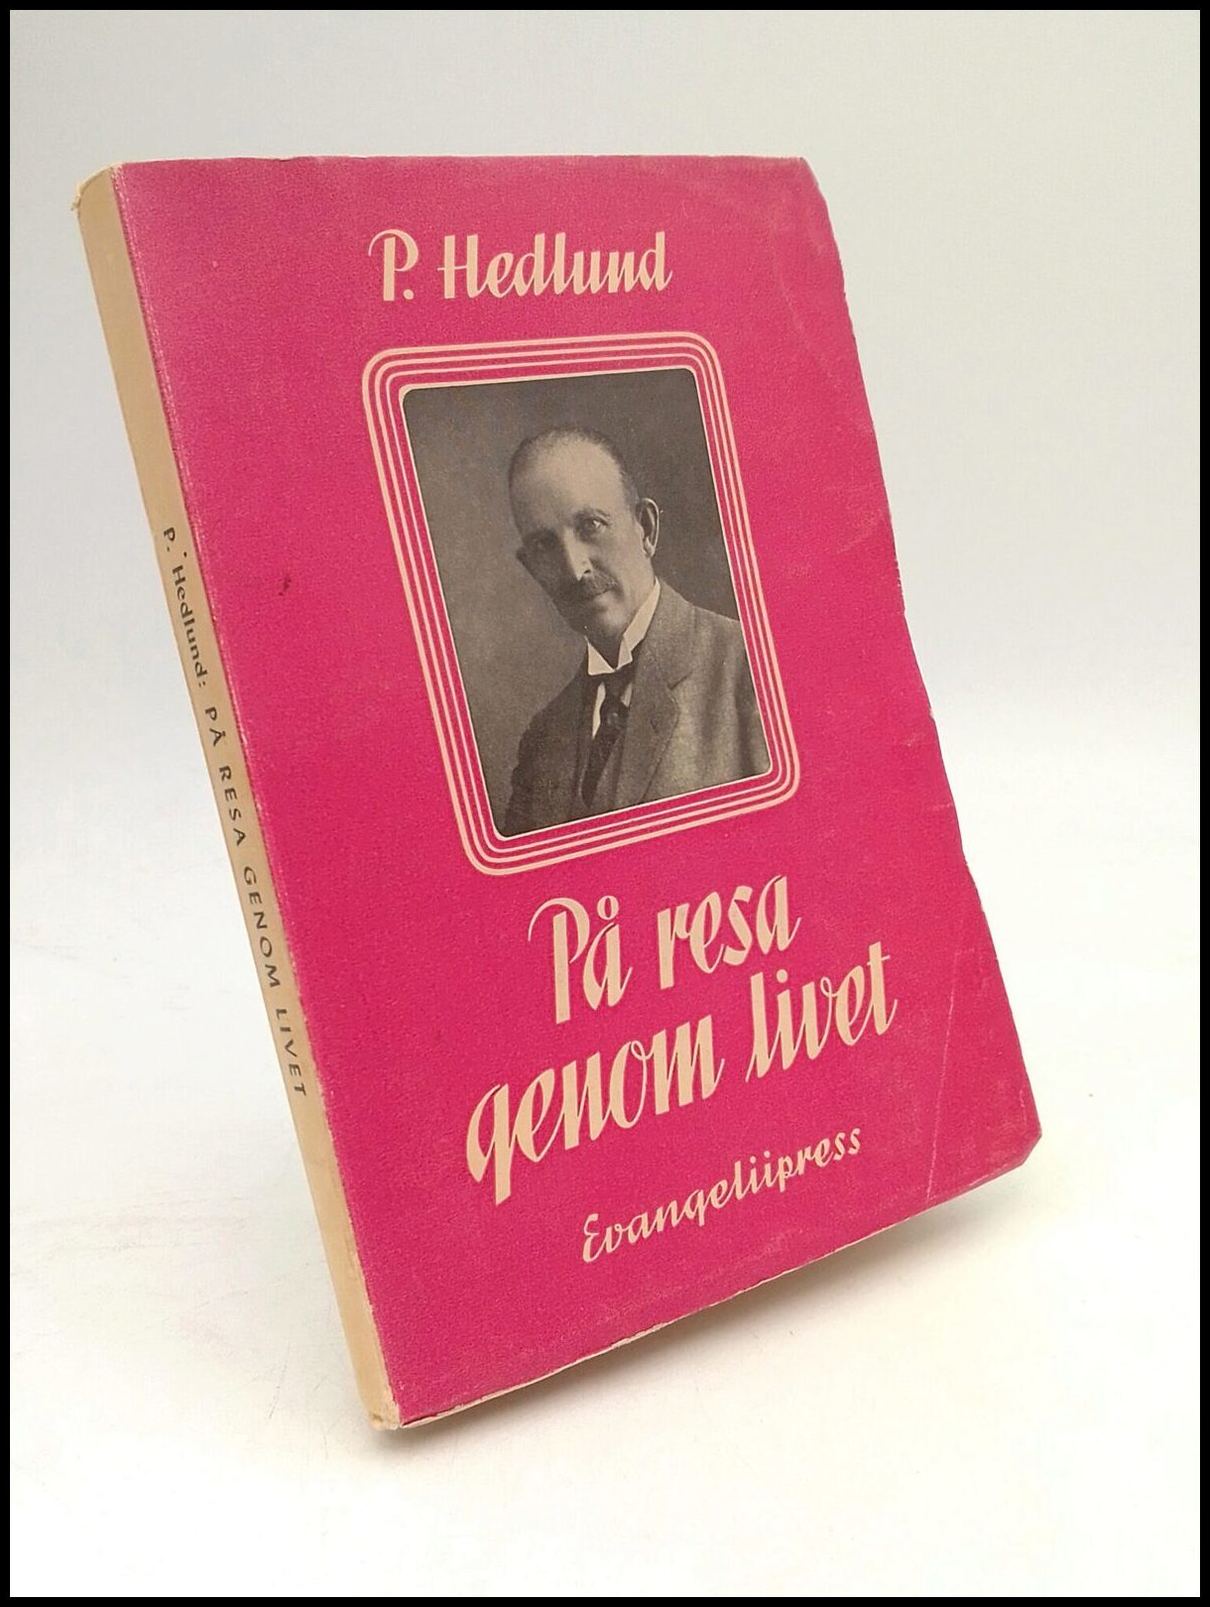 P. Hedlund
På resa
genom livet
Evangeliipress
P. Hedlund: PÅ RESA GENOM LIVET